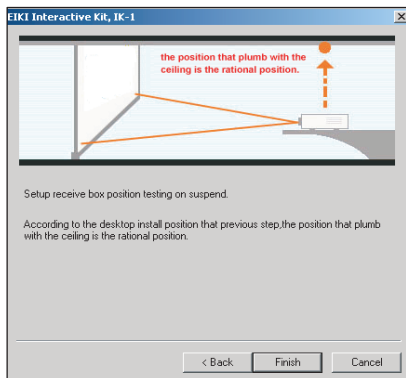 EIKI Interactive Kit, IK-1
the position that plumb with the
ceiling is the rational position.
Setup receive box position testing on suspend.
According to the desktop install position that previous step,the position that plumb
with the ceiling is the rational position.
< Back
Finish
Cancel